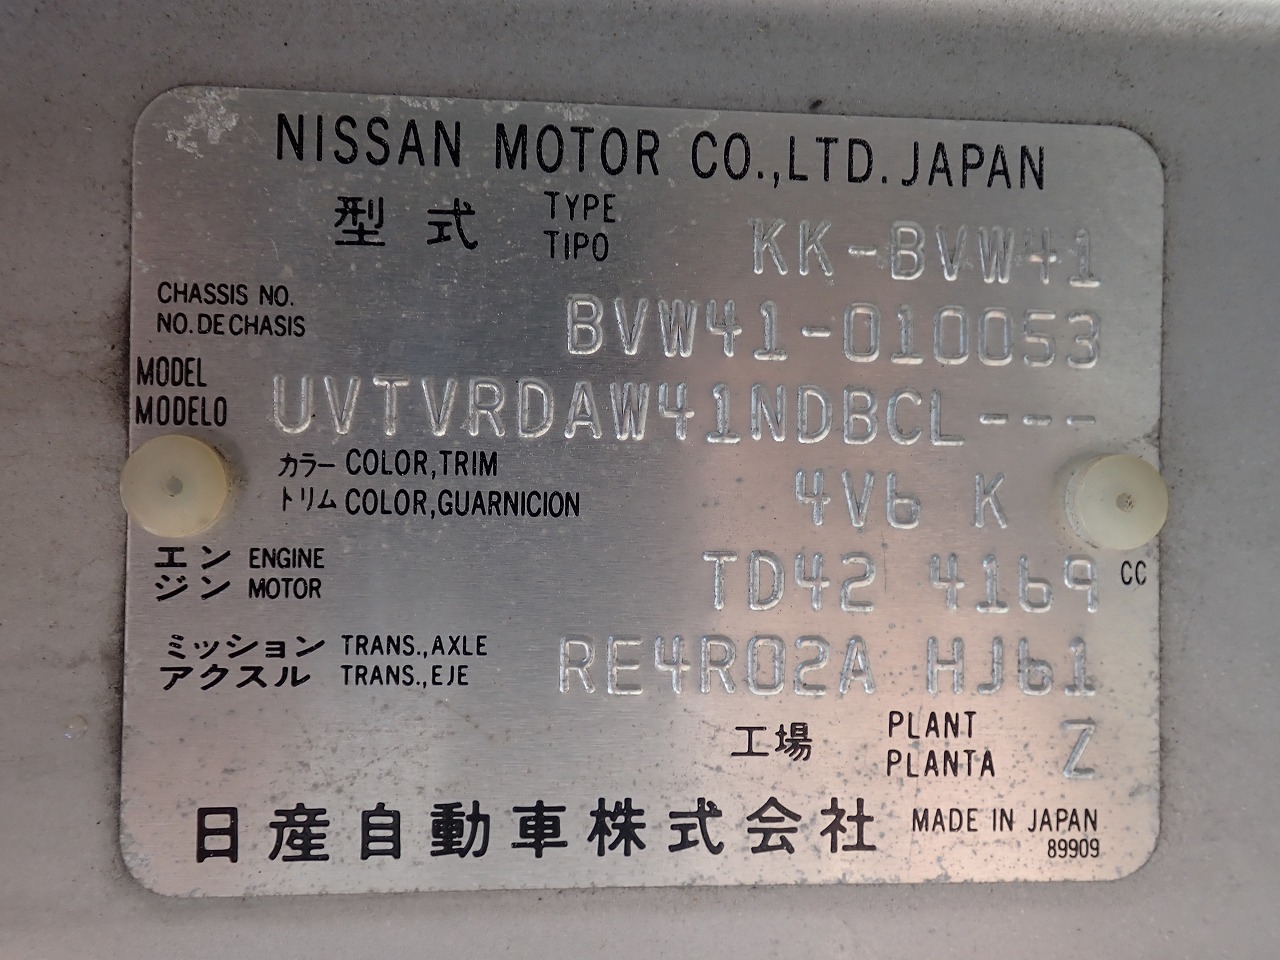 NISSAN MOTOR CO.,LTD. JAPAN
型式 TYPE TIPO KK-BVW41
CHASSIS NO.
NO. DE CHASIS BVW41-010053
MODEL
MODELO UVTVRDAW41NDBCL---
カラー COLOR,TRIM
トリム COLOR,GUARNICION 4V6 K
エンジン ENGINE MOTOR TD42 4169 CC
ミッション TRANS.,AXLE
アクスル TRANS.,EJE RE4R02A HJ61
工場 PLANT PLANTA Z
日産自動車株式会社 MADE IN JAPAN
89909